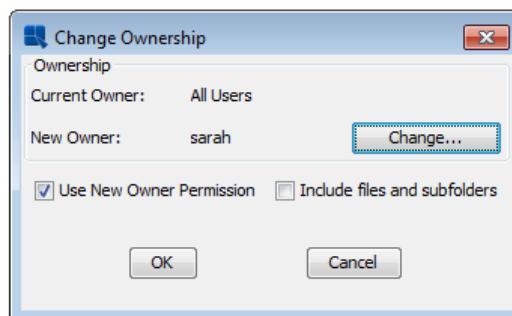 Change Ownership
Ownership
Current Owner: All Users
New Owner: sarah Change...
Use New Owner Permission Include files and subfolders
OK Cancel